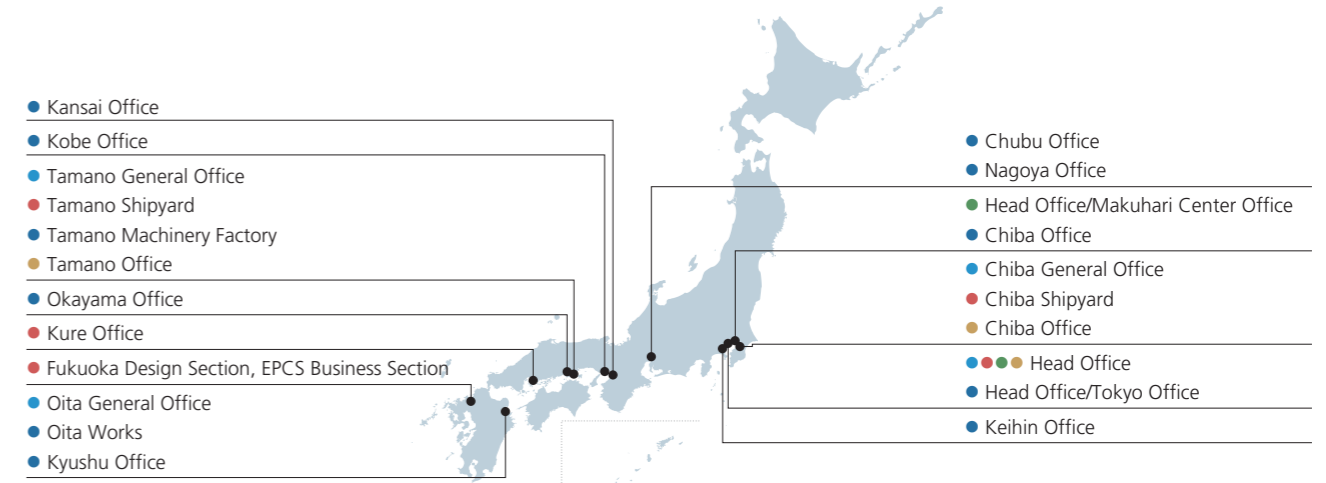 Kansai Office
Kobe Office
Tamano General Office
Tamano Shipyard
Tamano Machinery Factory
Tamano Office
Okayama Office
Kure Office
Fukuoka Design Section, EPCS Business Section
Oita General Office
Oita Works
Kyushu Office
Chubu Office
Nagoya Office
Head Office/Makuhari Center Office
Chiba Office
Chiba General Office
Chiba Shipyard
Chiba Office
Head Office
Head Office/Tokyo Office
Keihin Office